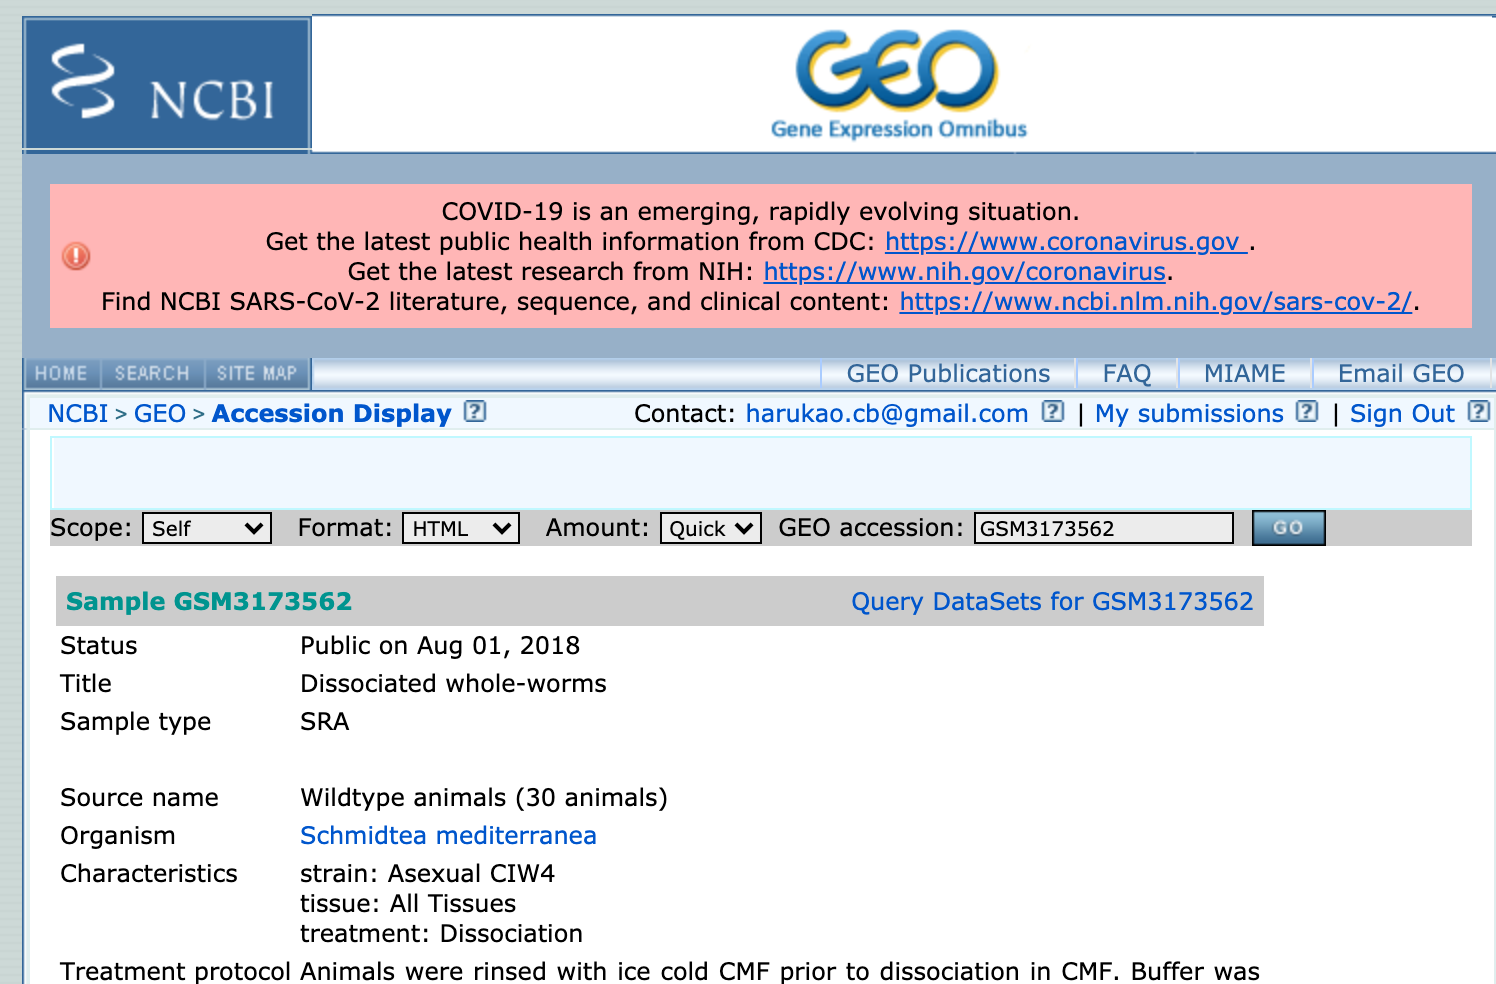 NCBI
GEO
Gene Expression Omnibus
COVID-19 is an emerging, rapidly evolving situation.
Get the latest public health information from CDC: https://www.coronavirus.gov .
Get the latest research from NIH: https://www.nih.gov/coronavirus.
Find NCBI SARS-CoV-2 literature, sequence, and clinical content: https://www.ncbi.nlm.nih.gov/sars-cov-2/.
HOME SEARCH SITE MAP GEO Publications FAQ MIAME Email GEO
NCBI > GEO > Accession Display ? Contact: harukao.cb@gmail.com ? | My submissions ? | Sign Out ?
Scope: Self Format: HTML Amount: Quick GEO accession: GSM3173562 GO
Sample GSM3173562 Query DataSets for GSM3173562
Status Public on Aug 01, 2018
Title Dissociated whole-worms
Sample type SRA
Source name Wildtype animals (30 animals)
Organism Schmidtea mediterranea
Characteristics strain: Asexual CIW4
tissue: All Tissues
treatment: Dissociation
Treatment protocol Animals were rinsed with ice cold CMF prior to dissociation in CMF. Buffer was